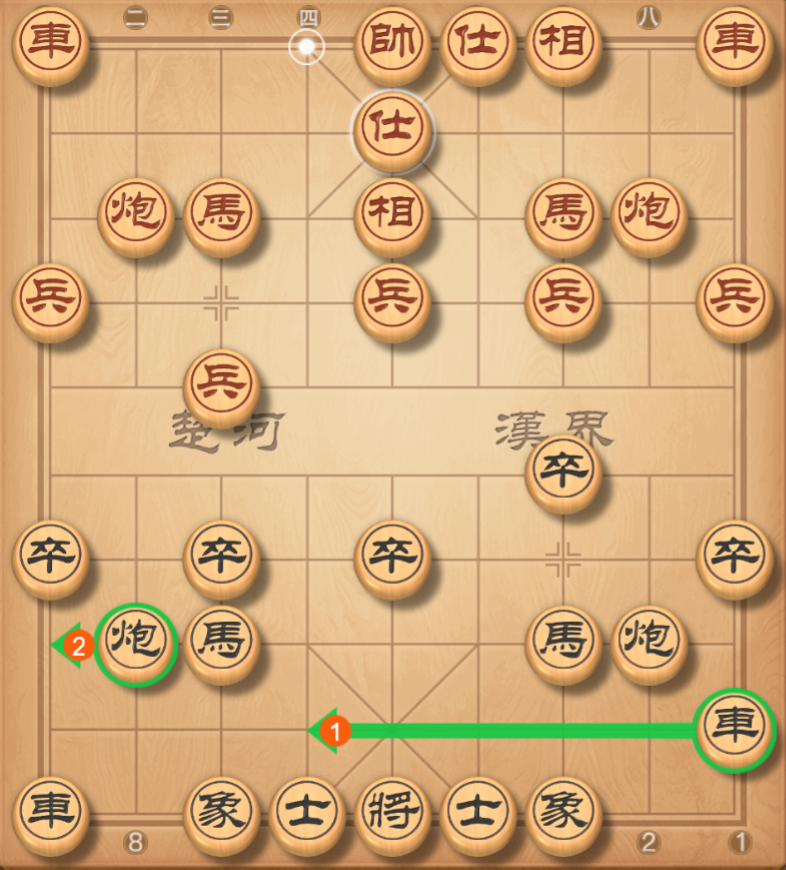 二 三 四 八
車 帥 仕 相 車
仕
炮 馬 相 馬 炮
兵 兵 兵 兵
兵
楚河 漢界
卒
卒 卒 卒 卒
2 炮 馬 馬 炮
1 車
車 象 士 將 士 象
8 2 1